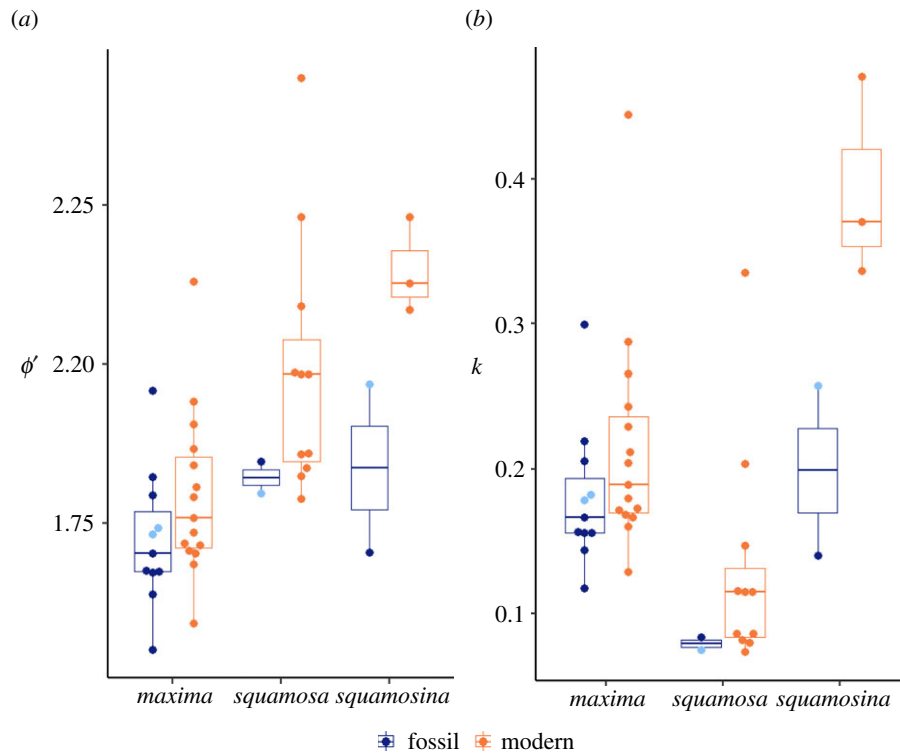 (a)
2.25
2.20
1.75
ϕ′
maxima squamosa squamosina
(b)
0.4
0.3
0.2
0.1
k
maxima squamosa squamosina
fossil modern